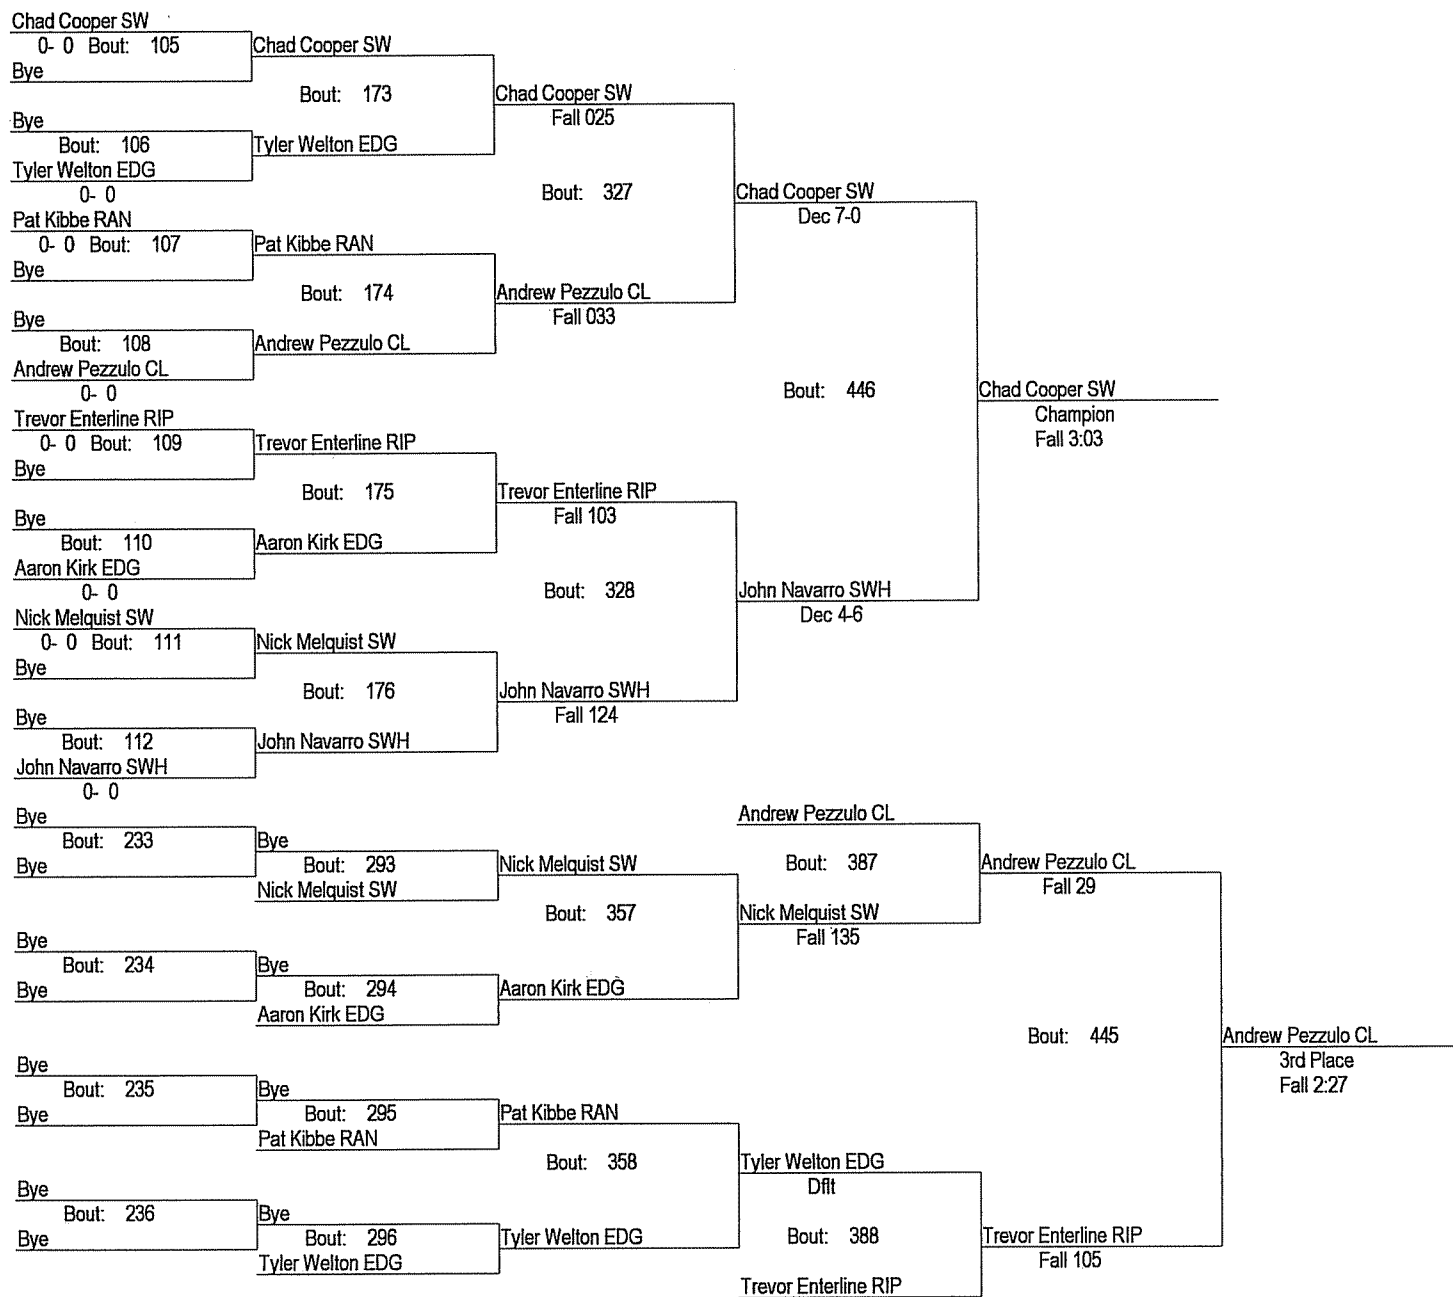 Chad Cooper SW
0- 0 Bout: 105
Bye
Bye
Bout: 106
Tyler Welton EDG
0- 0
Pat Kibbe RAN
0- 0 Bout: 107
Bye
Bye
Bout: 108
Andrew Pezzulo CL
0- 0
Trevor Enterline RIP
0- 0 Bout: 109
Bye
Bye
Bout: 110
Aaron Kirk EDG
0- 0
Nick Melquist SW
0- 0 Bout: 111
Bye
Bye
Bout: 112
John Navarro SWH
0- 0
Chad Cooper SW
Bout: 173
Tyler Welton EDG
Pat Kibbe RAN
Bout: 174
Andrew Pezzulo CL
Trevor Enterline RIP
Bout: 175
Aaron Kirk EDG
Nick Melquist SW
Bout: 176
John Navarro SWH
Chad Cooper SW
Fall 025
Bout: 327
Andrew Pezzulo CL
Fall 033
Trevor Enterline RIP
Fall 103
Bout: 328
John Navarro SWH
Fall 124
Chad Cooper SW
Dec 7-0
Bout: 446
John Navarro SWH
Dec 4-6
Chad Cooper SW
Champion
Fall 3:03
Bye
Bout: 233
Bye
Bye
Bout: 234
Bye
Bye
Bout: 235
Bye
Bye
Bout: 236
Bye
Bye
Bout: 293
Nick Melquist SW
Bye
Bout: 294
Aaron Kirk EDG
Bye
Bout: 295
Pat Kibbe RAN
Bye
Bout: 296
Tyler Welton EDG
Nick Melquist SW
Bout: 357
Aaron Kirk EDG
Pat Kibbe RAN
Bout: 358
Tyler Welton EDG
Andrew Pezzulo CL
Bout: 387
Nick Melquist SW
Fall 135
Tyler Welton EDG
Dflt
Bout: 388
Trevor Enterline RIP
Andrew Pezzulo CL
Fall 29
Bout: 445
Trevor Enterline RIP
Fall 105
Andrew Pezzulo CL
3rd Place
Fall 2:27